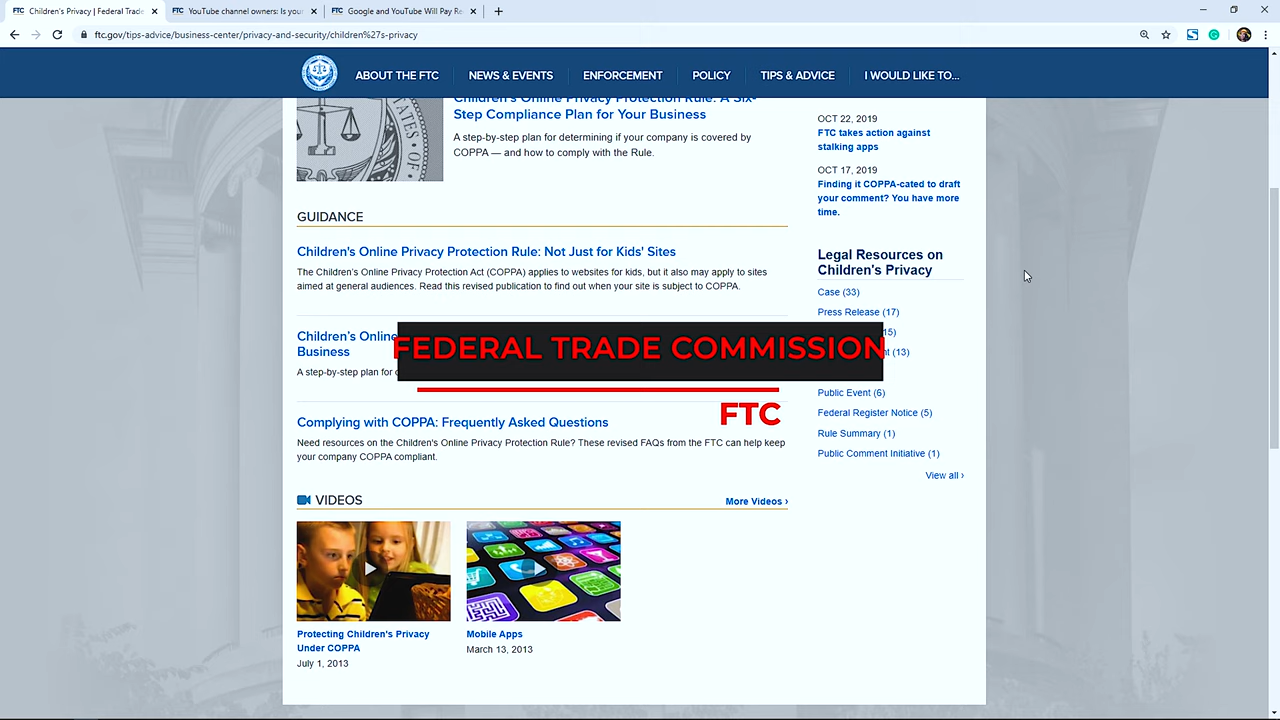 Children's Privacy | Federal Trade
YouTube channel owners: Is your
Google and YouTube Will Pay Re
ftc.gov/tips-advice/business-center/privacy-and-security/children%27s-privacy
ABOUT THE FTC
NEWS & EVENTS
ENFORCEMENT
POLICY
TIPS & ADVICE
I WOULD LIKE TO...
Children's Online Privacy Protection Rule: A Six-
Step Compliance Plan for Your Business
A step-by-step plan for determining if your company is covered by
COPPA — and how to comply with the Rule.
GUIDANCE
Children's Online Privacy Protection Rule: Not Just for Kids' Sites
The Children's Online Privacy Protection Act (COPPA) applies to websites for kids, but it also may apply to sites
aimed at general audiences. Read this revised publication to find out when your site is subject to COPPA.
Children's Online
Business
A step-by-step plan for
FEDERAL TRADE COMMISSION
FTC
Complying with COPPA: Frequently Asked Questions
Need resources on the Children's Online Privacy Protection Rule? These revised FAQs from the FTC can help keep
your company COPPA compliant.
VIDEOS
More Videos ›
Protecting Children's Privacy
Under COPPA
July 1, 2013
Mobile Apps
March 13, 2013
OCT 22, 2019
FTC takes action against
stalking apps
OCT 17, 2019
Finding it COPPA-cated to draft
your comment? You have more
time.
Legal Resources on
Children's Privacy
Case (33)
Press Release (17)
15)
t (13)
Public Event (6)
Federal Register Notice (5)
Rule Summary (1)
Public Comment Initiative (1)
View all ›